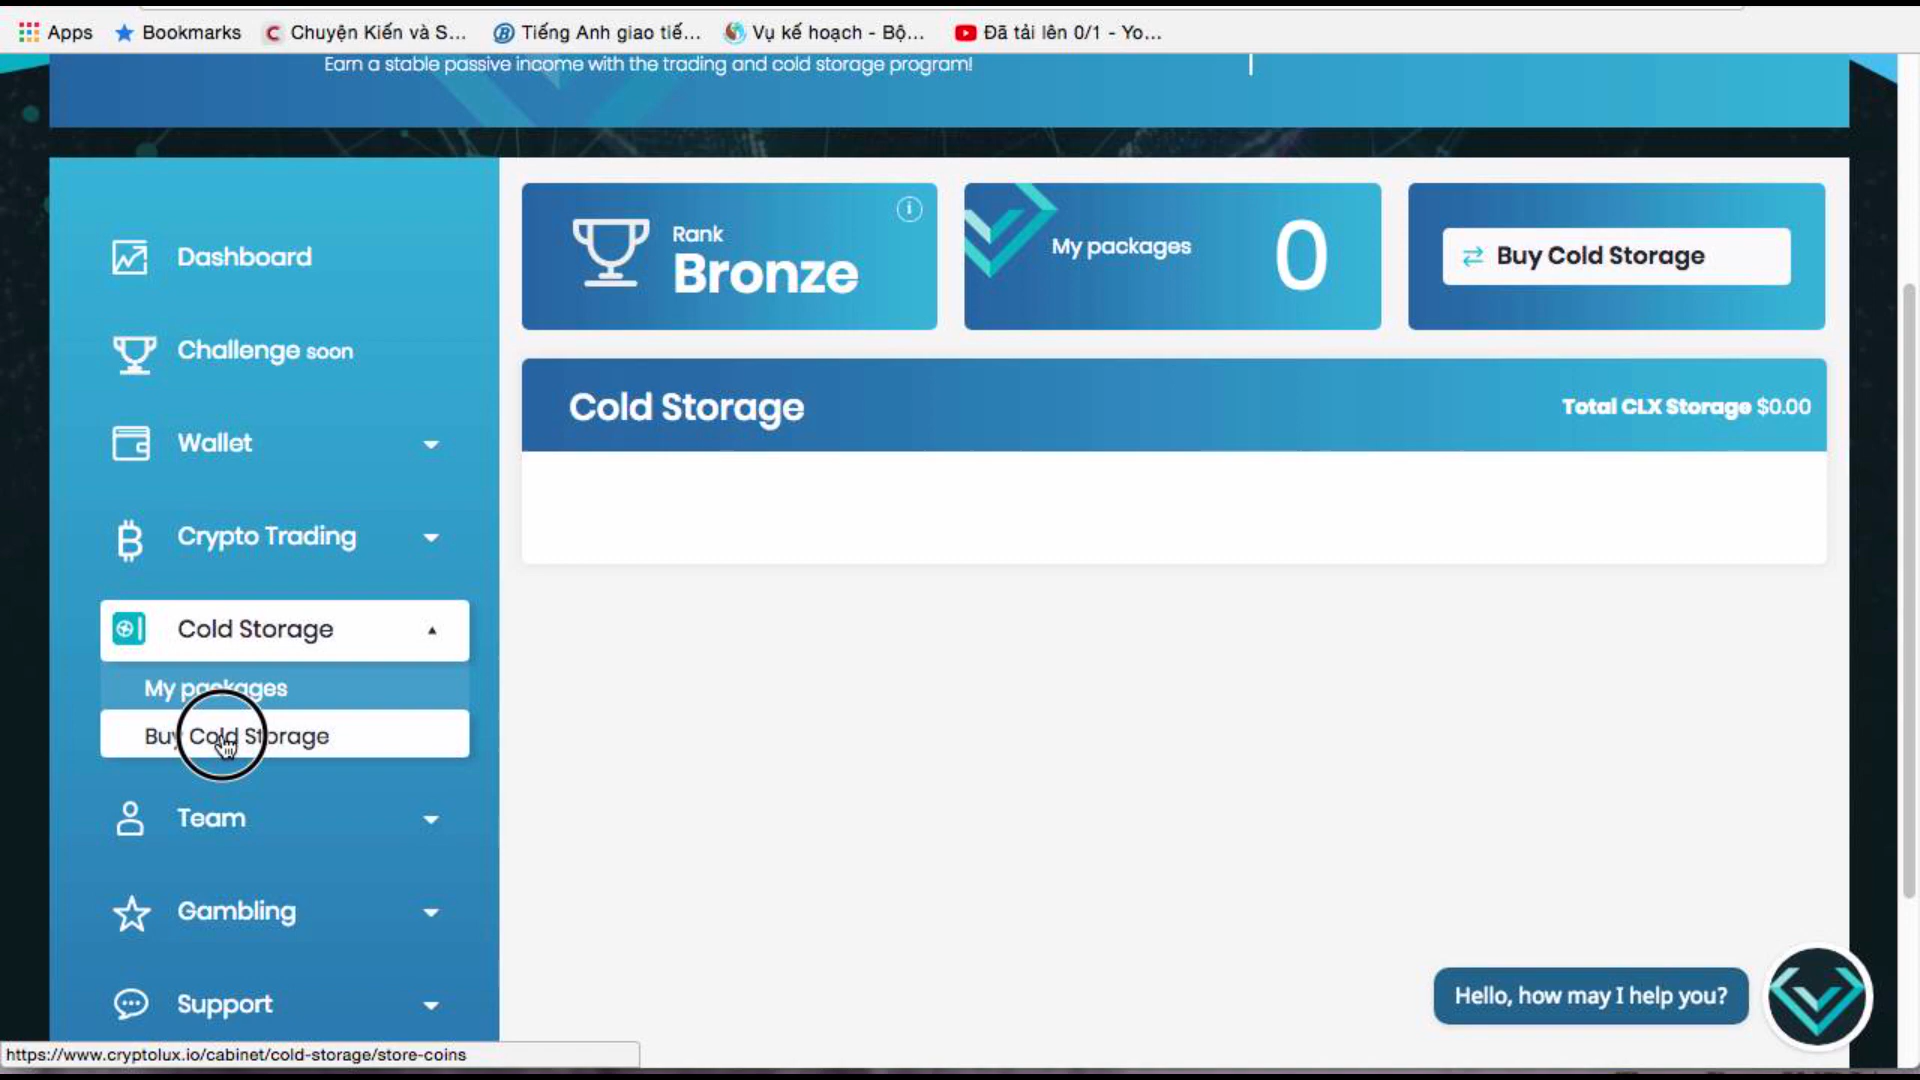 Apps Bookmarks Chuyện Kiến và S... Tiếng Anh giao tiế... Vụ kế hoạch - Bộ... Đã tải lên 0/1 - Yo...
Earn a stable passive income with the trading and cold storage program!
Dashboard
Challenge soon
Wallet
Crypto Trading
Cold Storage
My packages
Buy Cold Storage
Team
Gambling
Support
Rank
Bronze
My packages 0
Buy Cold Storage
Cold Storage
Total CLX Storage $0.00
Hello, how may I help you?
https://www.cryptolux.io/cabinet/cold-storage/store-coins